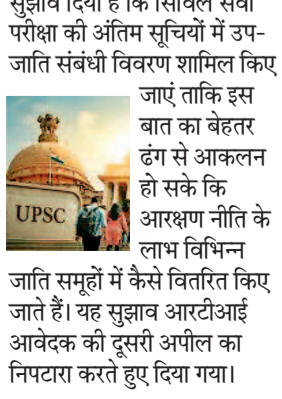 सुझाव दिया है कि सिविल सेवा
परीक्षा की अंतिम सूचियों में उप-
जाति संबंधी विवरण शामिल किए
जाएं ताकि इस
बात का बेहतर
ढंग से आकलन
हो सके कि
आरक्षण नीति के
लाभ विभिन्न
जाति समूहों में कैसे वितरित किए
जाते हैं। यह सुझाव आरटीआई
आवेदक की दूसरी अपील का
निपटारा करते हुए दिया गया।
UPSC